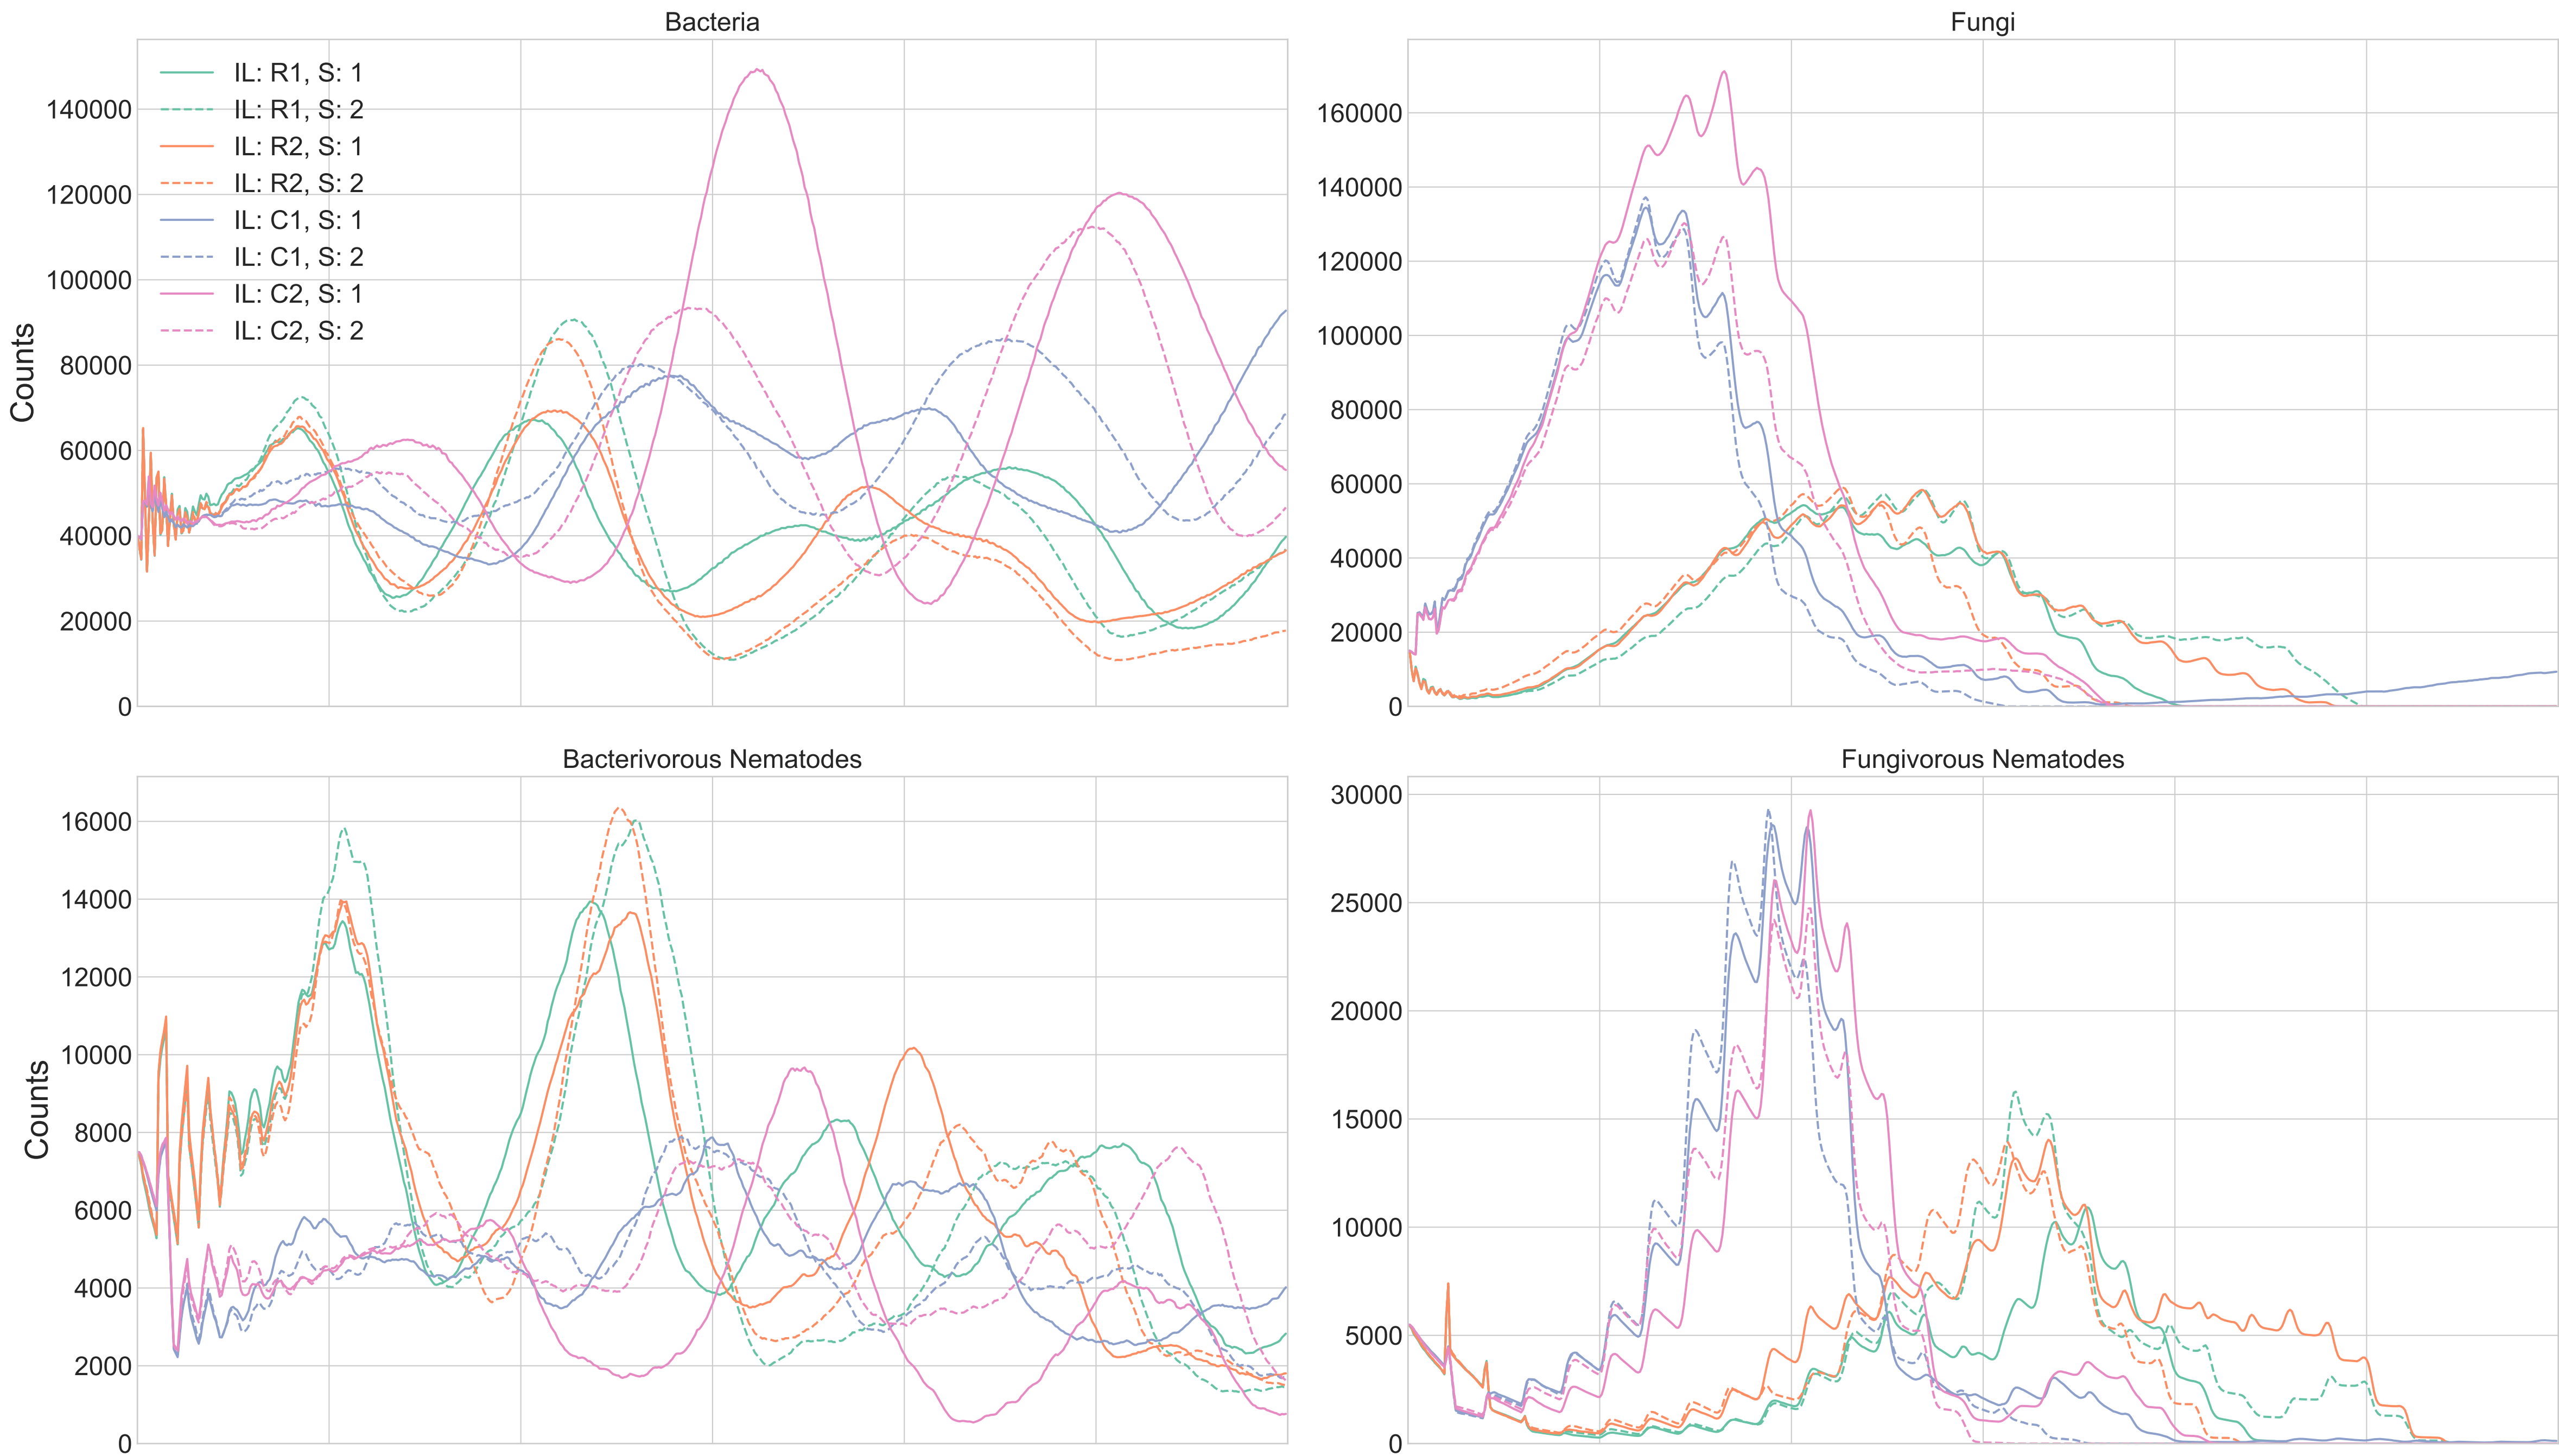 Bacteria
IL: R1, S: 1
IL: R1, S: 2
IL: R2, S: 1
IL: R2, S: 2
IL: C1, S: 1
IL: C1, S: 2
IL: C2, S: 1
IL: C2, S: 2
Counts
140000
120000
100000
80000
60000
40000
20000
0
Fungi
160000
140000
120000
100000
80000
60000
40000
20000
0
Bacterivorous Nematodes
Counts
16000
14000
12000
10000
8000
6000
4000
2000
0
Fungivorous Nematodes
30000
25000
20000
15000
10000
5000
0